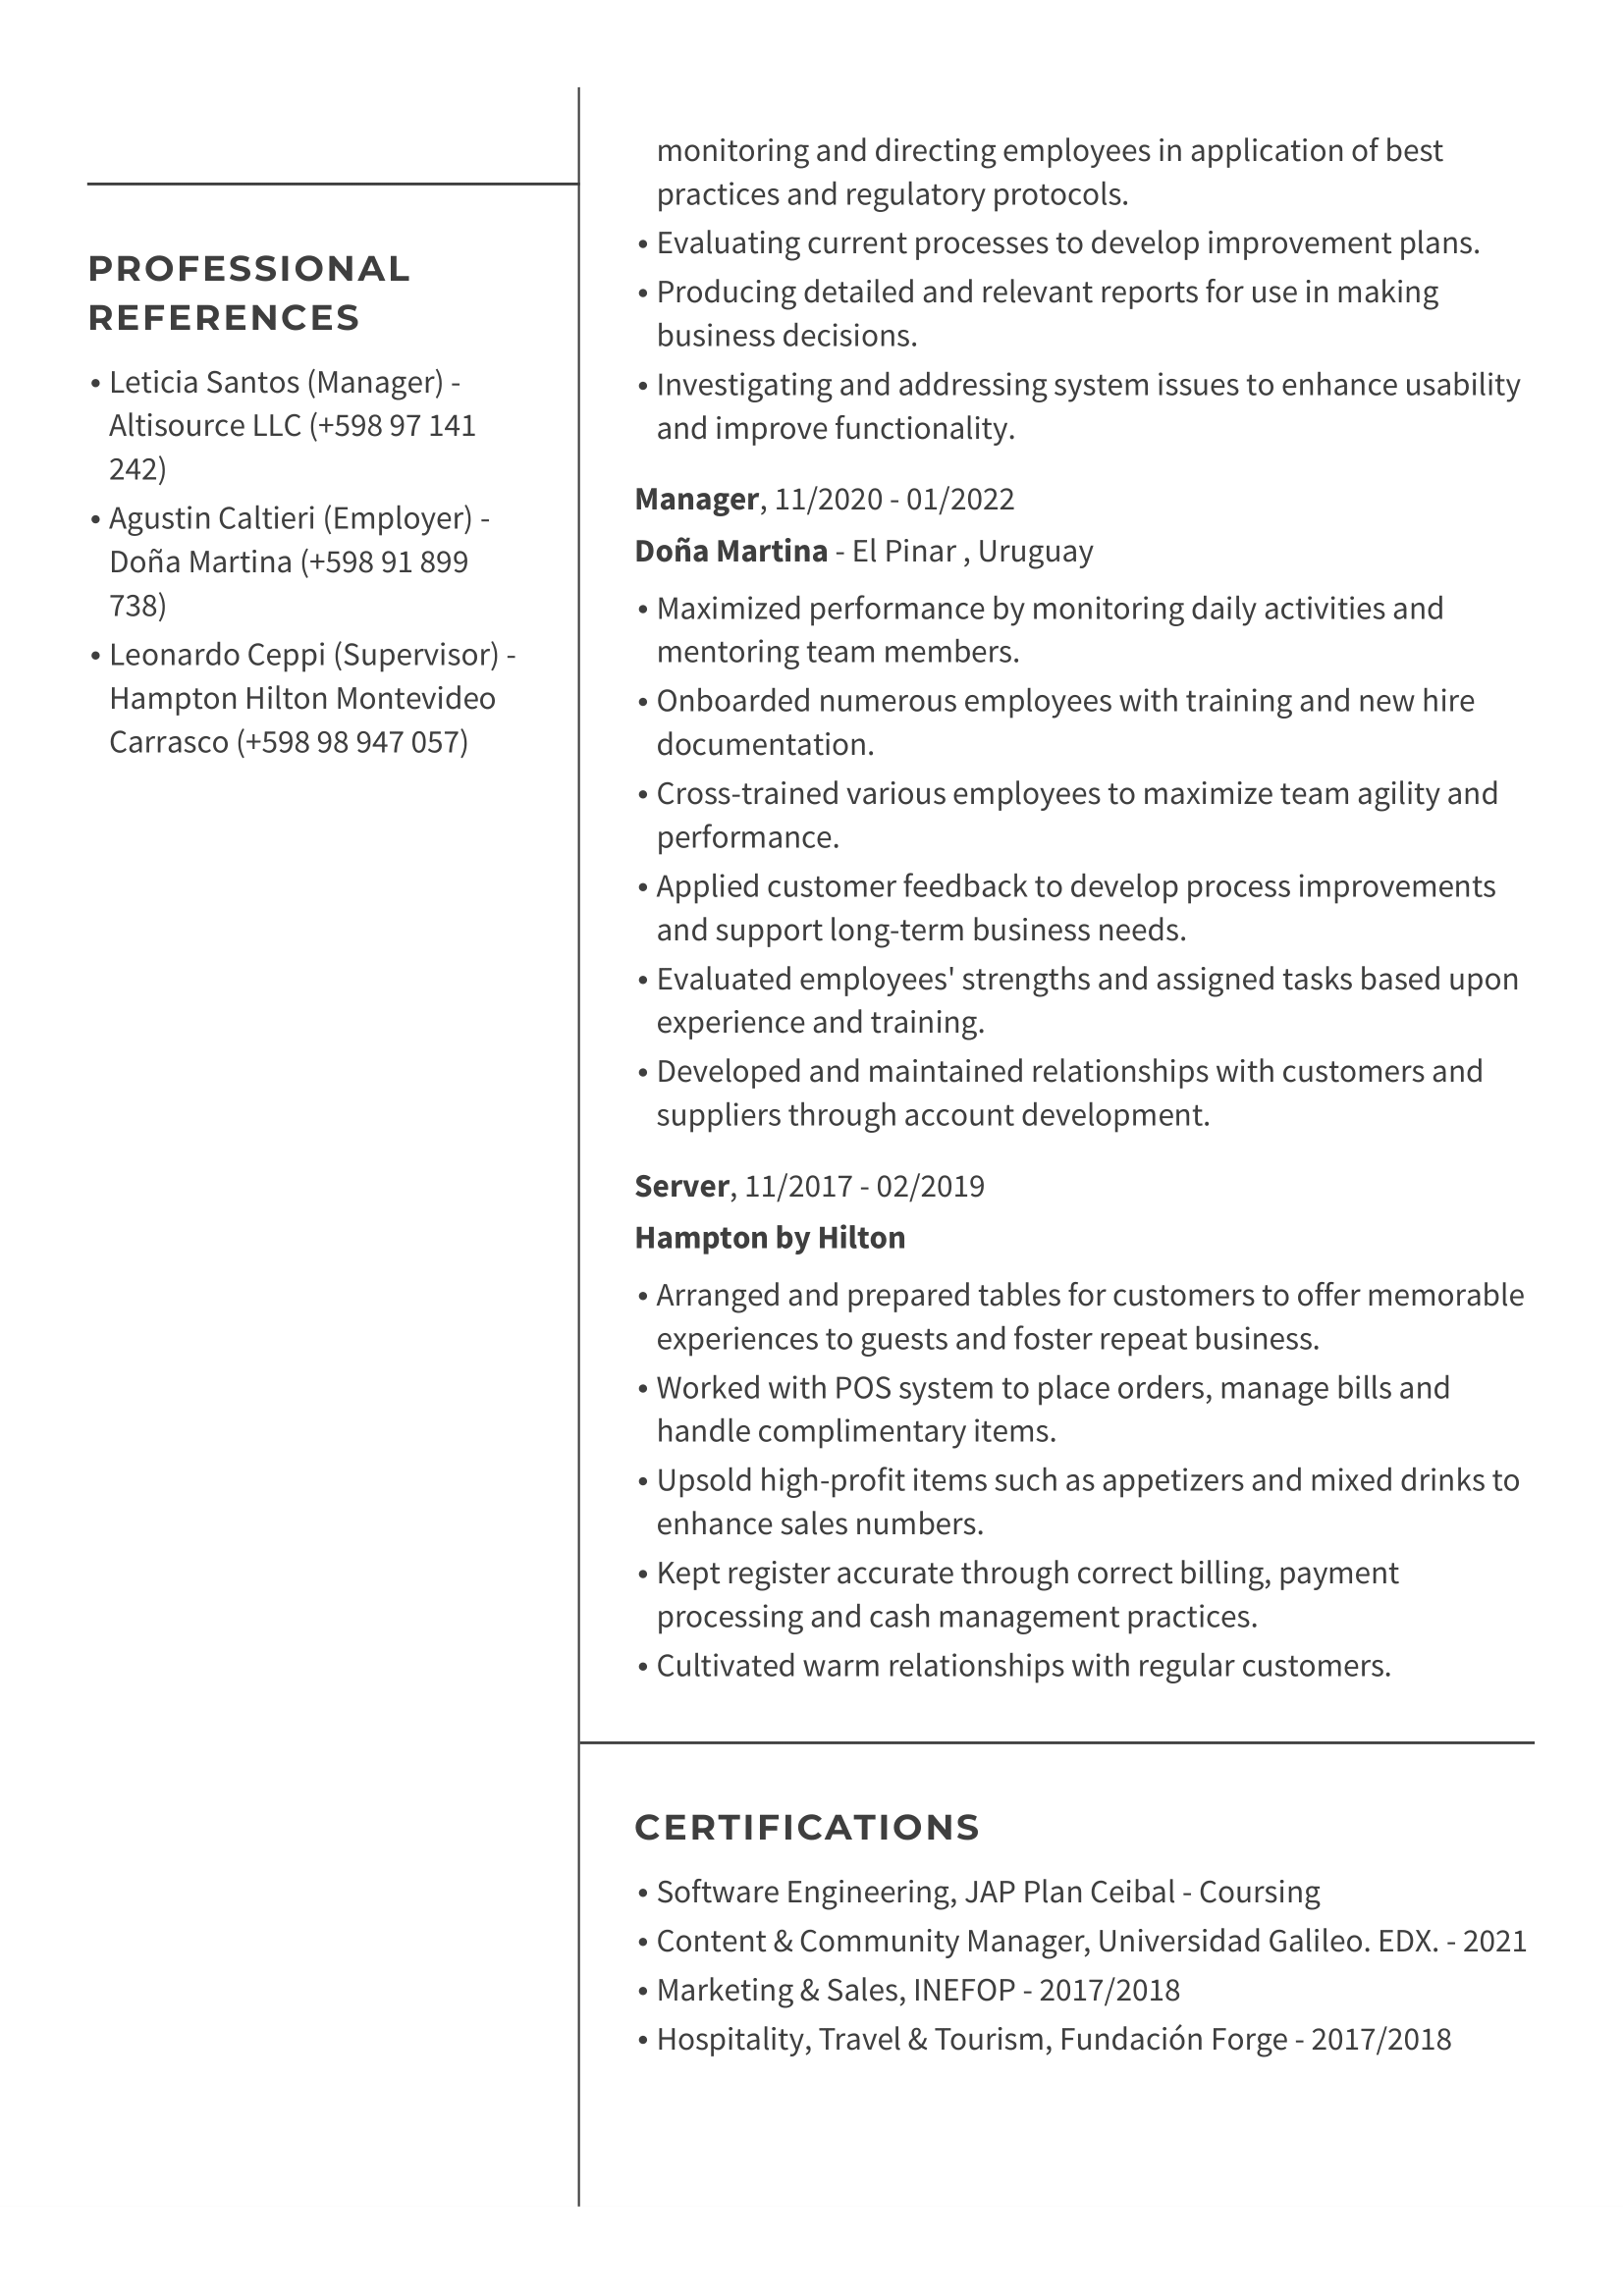 PROFESSIONAL
REFERENCES
• Leticia Santos (Manager) -
Altisource LLC (+598 97 141
242)
• Agustin Caltieri (Employer) -
Doña Martina (+598 91 899
738)
• Leonardo Ceppi (Supervisor) -
Hampton Hilton Montevideo
Carrasco (+598 98 947 057)
monitoring and directing employees in application of best
practices and regulatory protocols.
• Evaluating current processes to develop improvement plans.
• Producing detailed and relevant reports for use in making
business decisions.
• Investigating and addressing system issues to enhance usability
and improve functionality.
Manager, 11/2020 - 01/2022
Doña Martina - El Pinar , Uruguay
• Maximized performance by monitoring daily activities and
mentoring team members.
• Onboarded numerous employees with training and new hire
documentation.
• Cross-trained various employees to maximize team agility and
performance.
• Applied customer feedback to develop process improvements
and support long-term business needs.
• Evaluated employees' strengths and assigned tasks based upon
experience and training.
• Developed and maintained relationships with customers and
suppliers through account development.
Server, 11/2017 - 02/2019
Hampton by Hilton
• Arranged and prepared tables for customers to offer memorable
experiences to guests and foster repeat business.
• Worked with POS system to place orders, manage bills and
handle complimentary items.
• Upsold high-profit items such as appetizers and mixed drinks to
enhance sales numbers.
• Kept register accurate through correct billing, payment
processing and cash management practices.
• Cultivated warm relationships with regular customers.
CERTIFICATIONS
• Software Engineering, JAP Plan Ceibal - Coursing
• Content & Community Manager, Universidad Galileo. EDX. - 2021
• Marketing & Sales, INEFOP - 2017/2018
• Hospitality, Travel & Tourism, Fundación Forge - 2017/2018